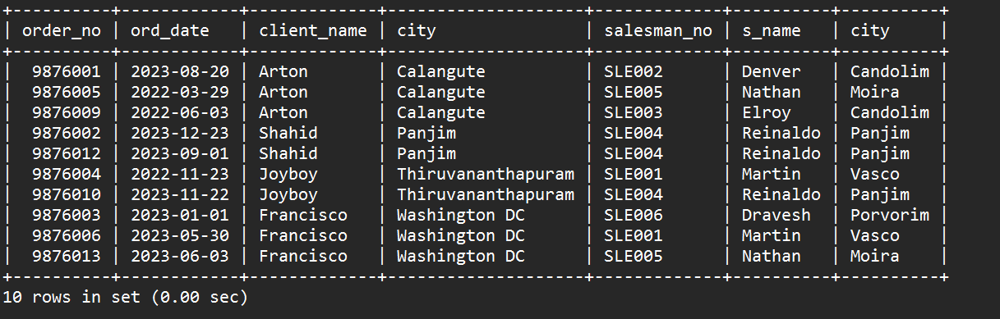 +----------+------------+-------------+--------------------+-------------+----------+----------+
| order_no | ord_date   | client_name | city               | salesman_no | s_name   | city     |
+----------+------------+-------------+--------------------+-------------+----------+----------+
|  9876001 | 2023-08-20 | Arton       | Calangute          | SLE002      | Denver   | Candolim |
|  9876005 | 2022-03-29 | Arton       | Calangute          | SLE005      | Nathan   | Moira    |
|  9876009 | 2022-06-03 | Arton       | Calangute          | SLE003      | Elroy    | Candolim |
|  9876002 | 2023-12-23 | Shahid      | Panjim             | SLE004      | Reinaldo | Panjim   |
|  9876012 | 2023-09-01 | Shahid      | Panjim             | SLE004      | Reinaldo | Panjim   |
|  9876004 | 2022-11-23 | Joyboy      | Thiruvananthapuram | SLE001      | Martin   | Vasco    |
|  9876010 | 2023-11-22 | Joyboy      | Thiruvananthapuram | SLE004      | Reinaldo | Panjim   |
|  9876003 | 2023-01-01 | Francisco   | Washington DC      | SLE006      | Dravesh  | Porvorim |
|  9876006 | 2023-05-30 | Francisco   | Washington DC      | SLE001      | Martin   | Vasco    |
|  9876013 | 2023-06-03 | Francisco   | Washington DC      | SLE005      | Nathan   | Moira    |
+----------+------------+-------------+--------------------+-------------+----------+----------+
10 rows in set (0.00 sec)